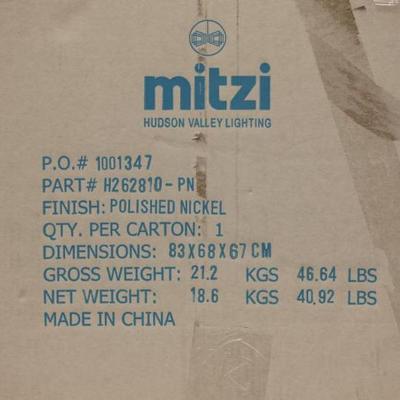 mitzi
HUDSON VALLEY LIGHTING
P.O.# 1001347
PART# H262810-PN
FINISH: POLISHED NICKEL
QTY. PER CARTON: 1
DIMENSIONS: 83X68X67CM
GROSS WEIGHT: 21.2 KGS 46.64 LBS
NET WEIGHT: 18.6 KGS 40.92 LBS
MADE IN CHINA